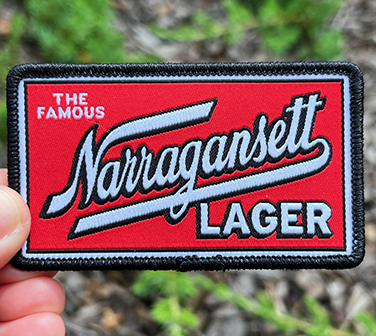 THE
FAMOUS
Narragansett
LAGER